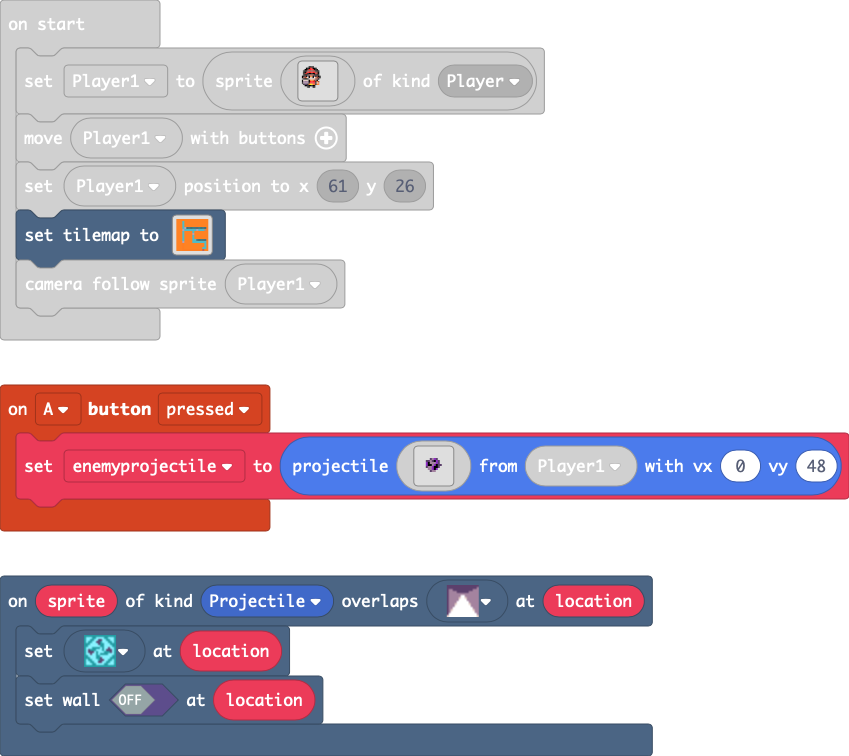 on start
set Player1 to sprite of kind Player
move Player1 with buttons
set Player1 position to x 61 y 26
set tilemap to
camera follow sprite Player1
on A button pressed
set enemyprojectile to projectile from Player1 with vx 0 vy 48
on sprite of kind Projectile overlaps at location
set at location
set wall OFF at location